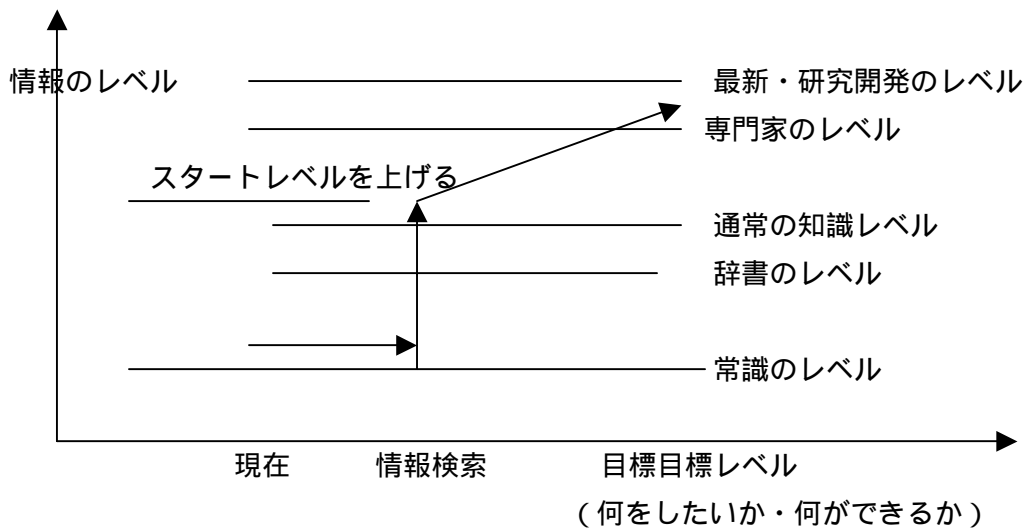 情報のレベル
最新・研究開発のレベル
専門家のレベル
スタートレベルを上げる
通常の知識レベル
辞書のレベル
常識のレベル
現在 情報検索 目標目標レベル
(何をしたいか・何ができるか)